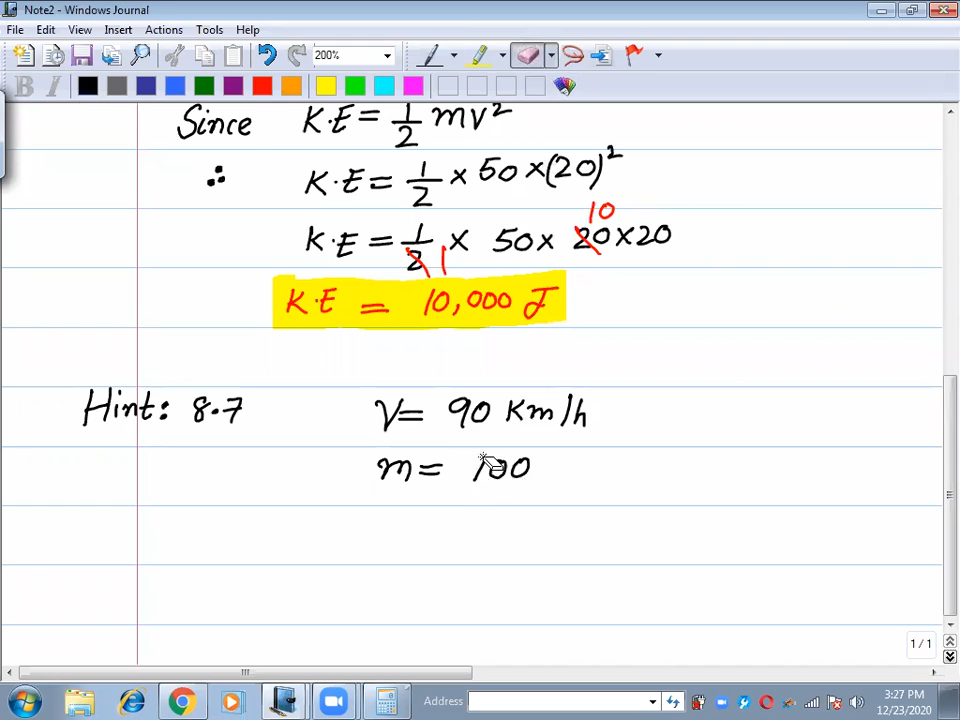 Note2 - Windows Journal
File Edit View Insert Actions Tools Help
200%
B I
Since K.E = 1/2 mv²
∴ K.E = 1/2 × 50 × (20)²
10
K.E = 1/2 × 50 × 20 × 20
1
K.E = 10,000 J
Hint: 8.7 V = 90 Km/h
m = 100
1 / 1
Address
3:27 PM
12/23/2020